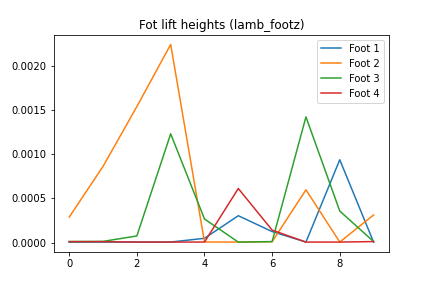 Fot lift heights (lamb_footz)
Foot 1
Foot 2
Foot 3
Foot 4
0.0020
0.0015
0.0010
0.0005
0.0000
0 2 4 6 8